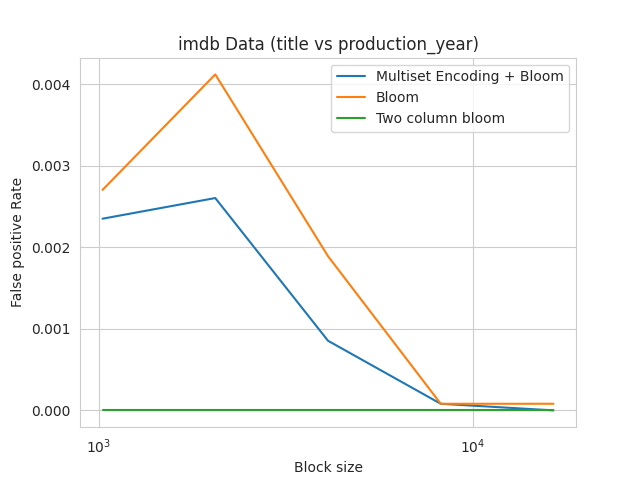 imdb Data (title vs production_year)
Multiset Encoding + Bloom
Bloom
Two column bloom
False positive Rate
0.004
0.003
0.002
0.001
0.000
10³
10⁴
Block size